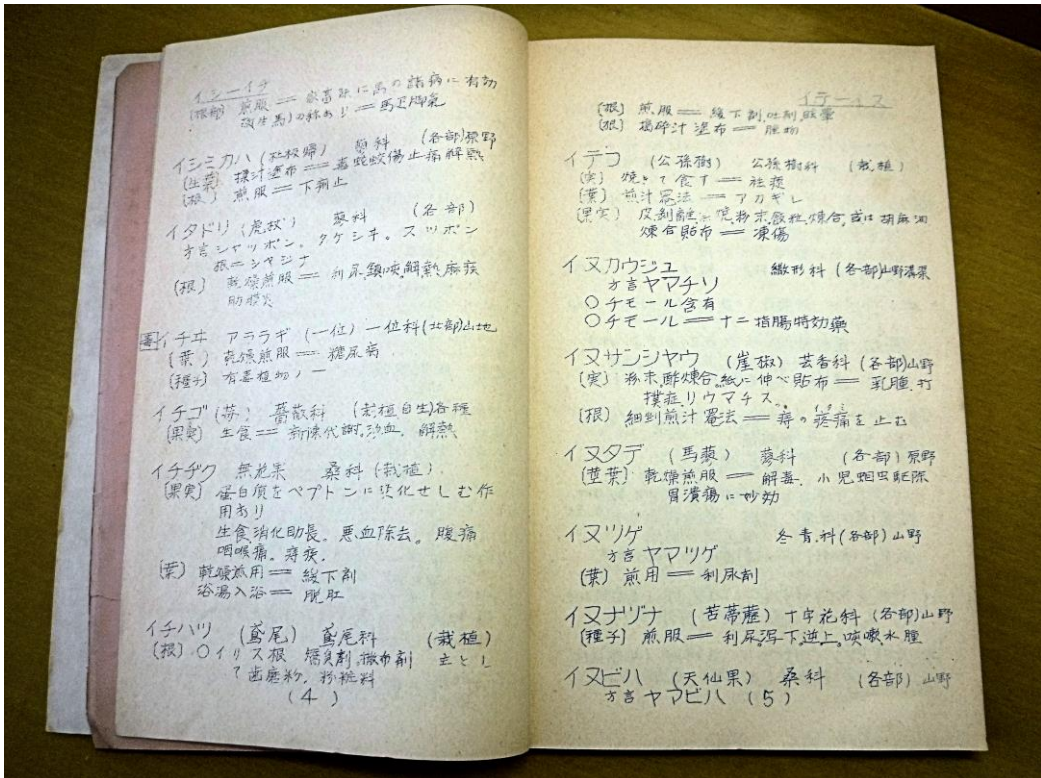 イシーイチ
煎服＝家畜殊に馬の諸病に有効
の称あり＝馬足脚氣
イシミカハ（杠板帰）　蓼科　（各部）原野
（生葉）搾汁塗布＝毒蛇咬傷止痛解熱
（根）煎服＝下痢止
イタドリ（虎杖）　蓼科　（各部）
方言シャッポン。タケシキ。スッポン
（根）乾燥煎服＝利尿鎮咳解熱麻疾
肋膜炎
イチヰ　アララギ（一位）一位科（北部）山地
（葉）乾燥煎服＝糖尿病
（種子）有毒植物ノ一
イチゴ（苺）　薔薇科　（栽植自生）各種
（果実）生食＝新陳代謝。浄血。解熱
イチヂク　無花果　桑科（栽植）
（果実）蛋白質をペプトンに消化せしむ作
用あり
生食消化助長。悪血除去。腹痛
咽喉痛。痔疾。
（葉）乾燥煎用＝緩下剤
浴湯入浴＝脱肛
イチハツ　（鳶尾）　鳶尾科　（栽植）
（根）○イリス根　矯臭剤、撒布剤　主とし
て歯磨粉、粉粧料
（4）
イテーイヌ
（根）煎服＝緩下剤、吐剤
（根）搗砕汁塗布＝腫物
イテフ　（公孫樹）　公孫樹科　（栽植）
（実）焼きて食す＝祛痰
（葉）煎汁罨法＝アカギレ
（果実）皮剥離シ　粉末、飯粒、煉合、或は胡麻油
煉合貼布＝凍傷
イヌカウジュ　繖形科（各部）山野溝渠
方言ヤマチソ
○チモール含有
○チモール＝十二指腸特効薬
イヌサンシャウ　（崖椒）芸香科（各部）山野
（実）粉末、酢煉合、紙に伸べ貼布＝乳腫、打
撲症リウマチス。
（根）細剉煎汁罨法＝痔の疼痛を止む
イヌタデ　（馬蓼）　蓼科　（各部）原野
（茎葉）乾燥煎服＝解毒、小児蛔虫駆除
胃潰瘍に妙効
イヌツゲ　冬青科（各部）山野
方言ヤマツゲ
（葉）煎用＝利尿剤
イヌナヅナ　（苦葶藶）十字花科（各部）山野
（種子）煎服＝利尿瀉下逆上。咳嗽水腫
イヌビハ　（天仙果）　桑科　（各部）山野
方言ヤマビハ（5）